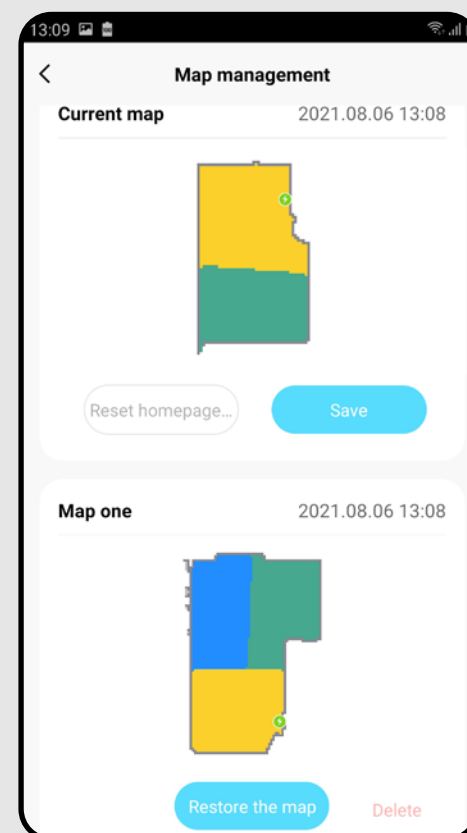 13:09
Map management
Current map 2021.08.06 13:08
Reset homepage... Save
Map one 2021.08.06 13:08
Restore the map Delete